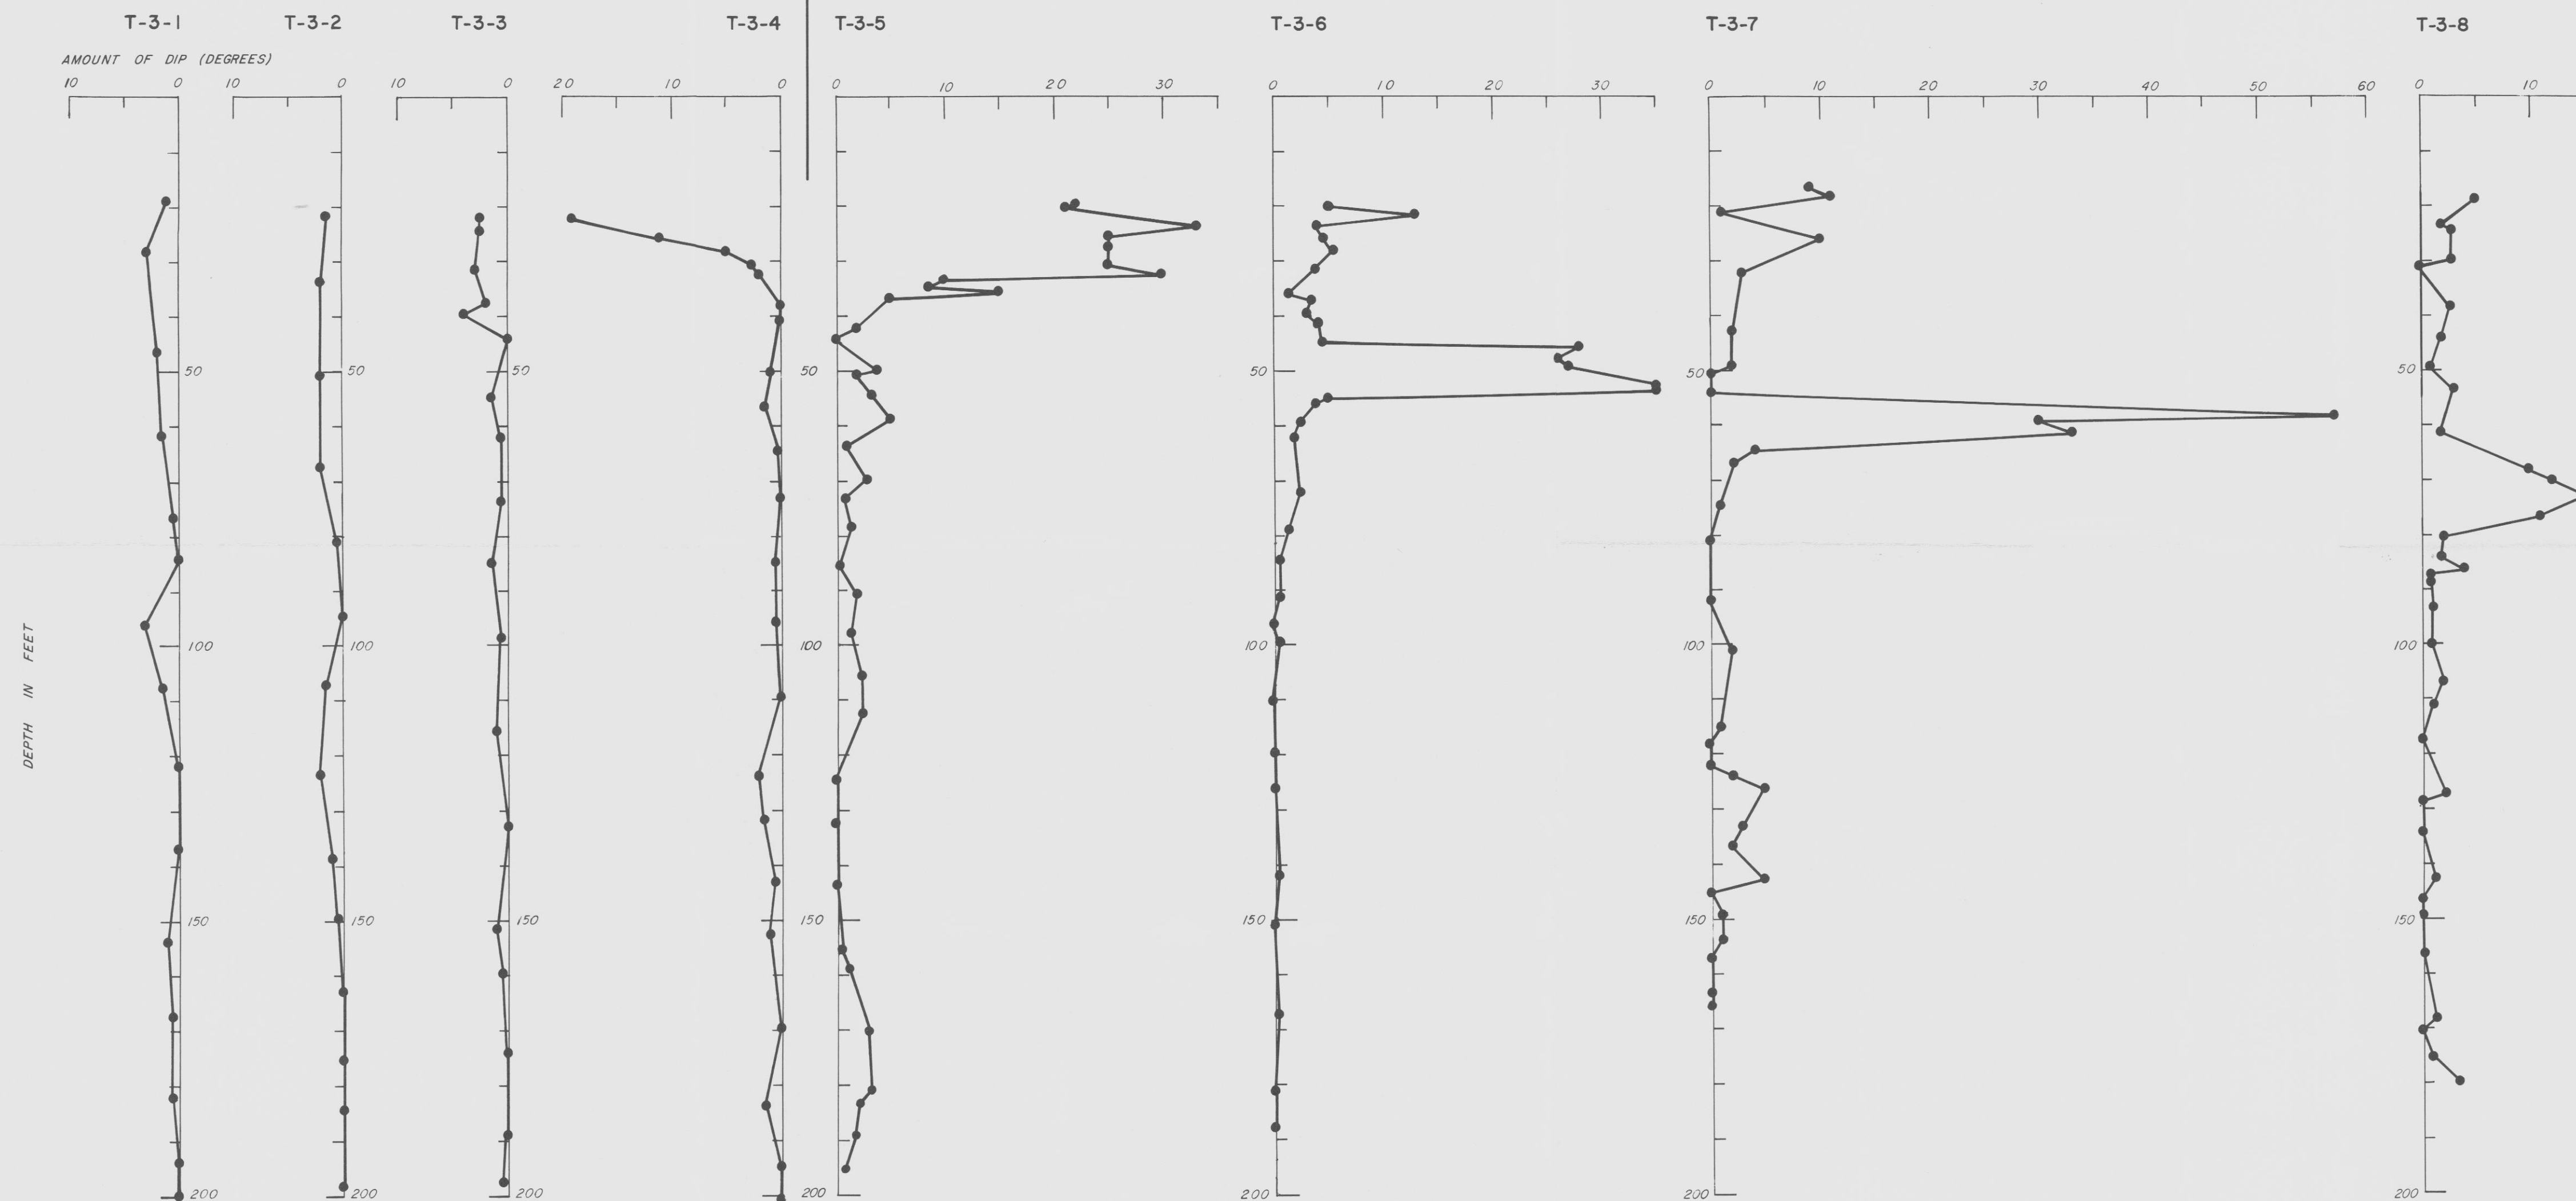 T-3-1 T-3-2 T-3-3 T-3-4 T-3-5 T-3-6 T-3-7 T-3-8
AMOUNT OF DIP (DEGREES)
10 0 10 0 10 0 20 10 0 0 10 20 30 0 10 20 30 0 10 20 30 40 50 60 0 10
50 50 50 50 50 50 50
100 100 100 100 100 100 100
150 150 150 150 150 150 150
200 200 200 200 200 200 200
DEPTH IN FEET